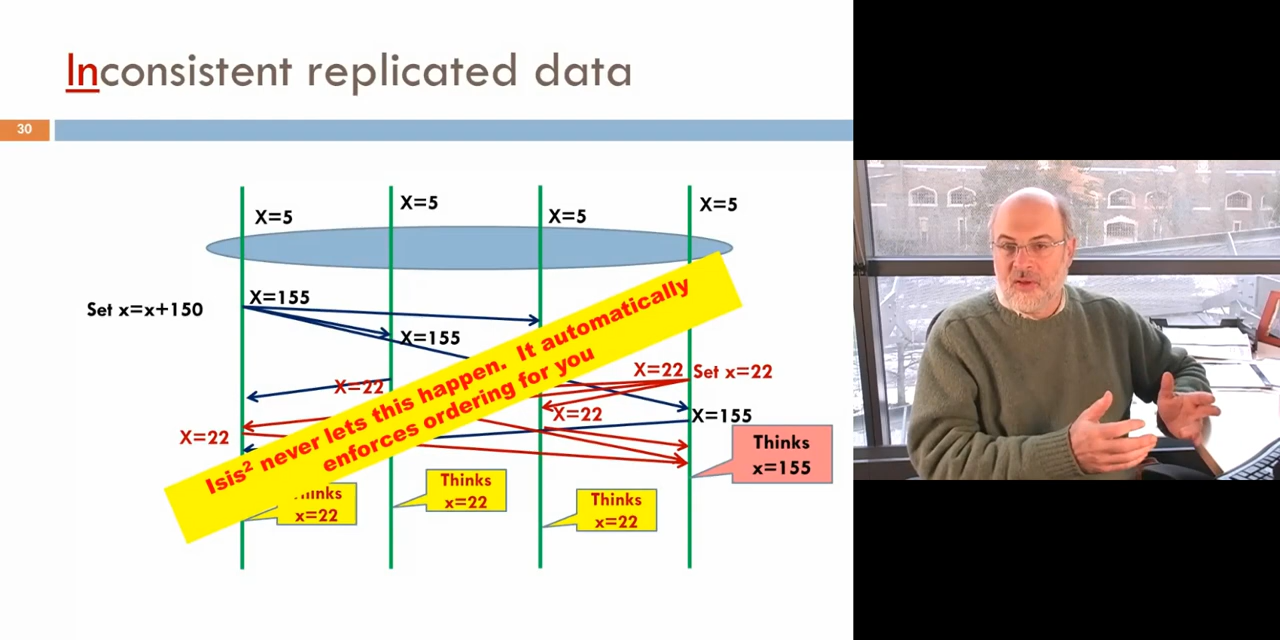 Inconsistent replicated data
30
X=5
X=5
X=5
X=5
Set x=x+150
X=155
X=155
X=22
Set x=22
X=22
X=22
X=155
X=22
Isis² never lets this happen. It automatically
enforces ordering for you
Thinks
x=155
x=22
Thinks
x=22
Thinks
x=22